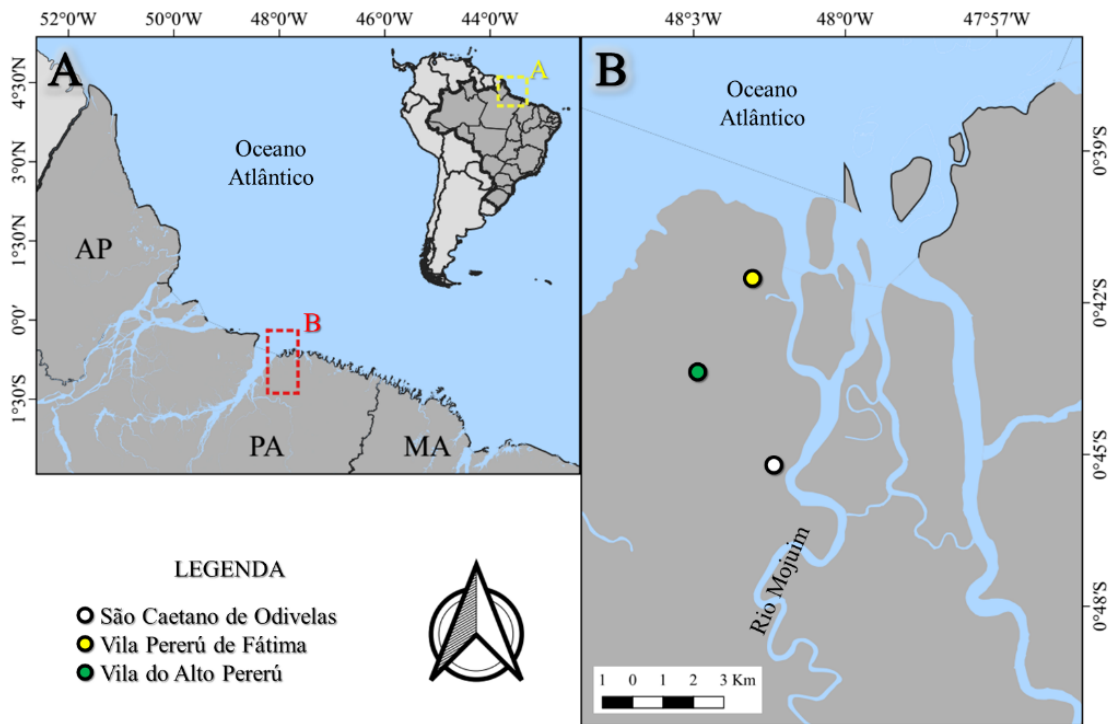 52°0'W 50°0'W 48°0'W 46°0'W 44°0'W
4°30'N
3°0'N
1°30'N
0°0'
1°30'S
A
A
Oceano
Atlântico
AP
B
PA
MA
48°3'W 48°0'W 47°57'W
B
Oceano
Atlântico
0°39'S
0°42'S
0°45'S
0°48'S
Rio Mojuim
1 0 1 2 3 Km
LEGENDA
São Caetano de Odivelas
Vila Pererú de Fátima
Vila do Alto Pererú